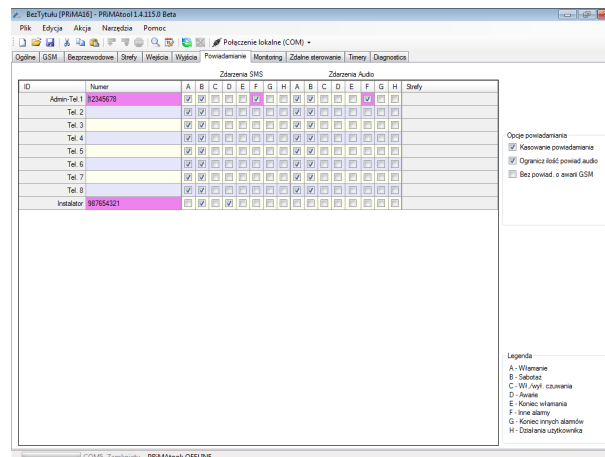 BezTytułu [PRiMA16] - PRiMAtool 1.4.115.0 Beta
Plik Edycja Akcja Narzędzia Pomoc
Połączenie lokalne (COM)
Ogólne GSM Bezprzewodowe Strefy Wejścia Wyjścia Powiadamianie Monitoring Zdalne sterowanie Timery Diagnostics
Zdarzenia SMS Zdarzenia Audio
ID Numer A B C D E F G H A B C D E F G H Strefy
Admin-Tel.1 12345678
Tel. 2
Tel. 3
Tel. 4
Tel. 5
Tel. 6
Tel. 7
Tel. 8
Instalator 987654321
Opcje powiadamiania
Kasowanie powiadamiania
Ogranicz ilość powiad.audio
Bez powiad. o awarii GSM
Legenda
A - Włamanie
B - Sabotaż
C - Wł./wył. czuwania
D - Awarie
E - Koniec włamania
F - Inne alarmy
G - Koniec innych alarmów
H - Działania użytkownika
COM5 Zamknięty PRiMAtool: OFFLINE